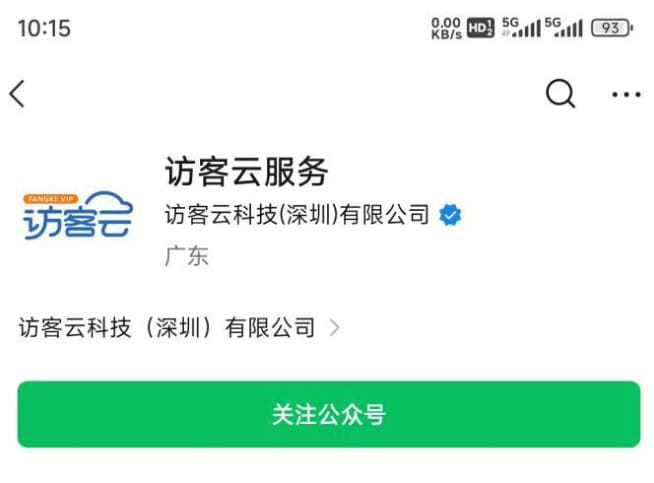 10:15 0.00 KB/s HD 1 2 5G 5G 93
访客云服务
FANGKE.VIP
访客云
访客云科技(深圳)有限公司
广东
访客云科技（深圳）有限公司
关注公众号